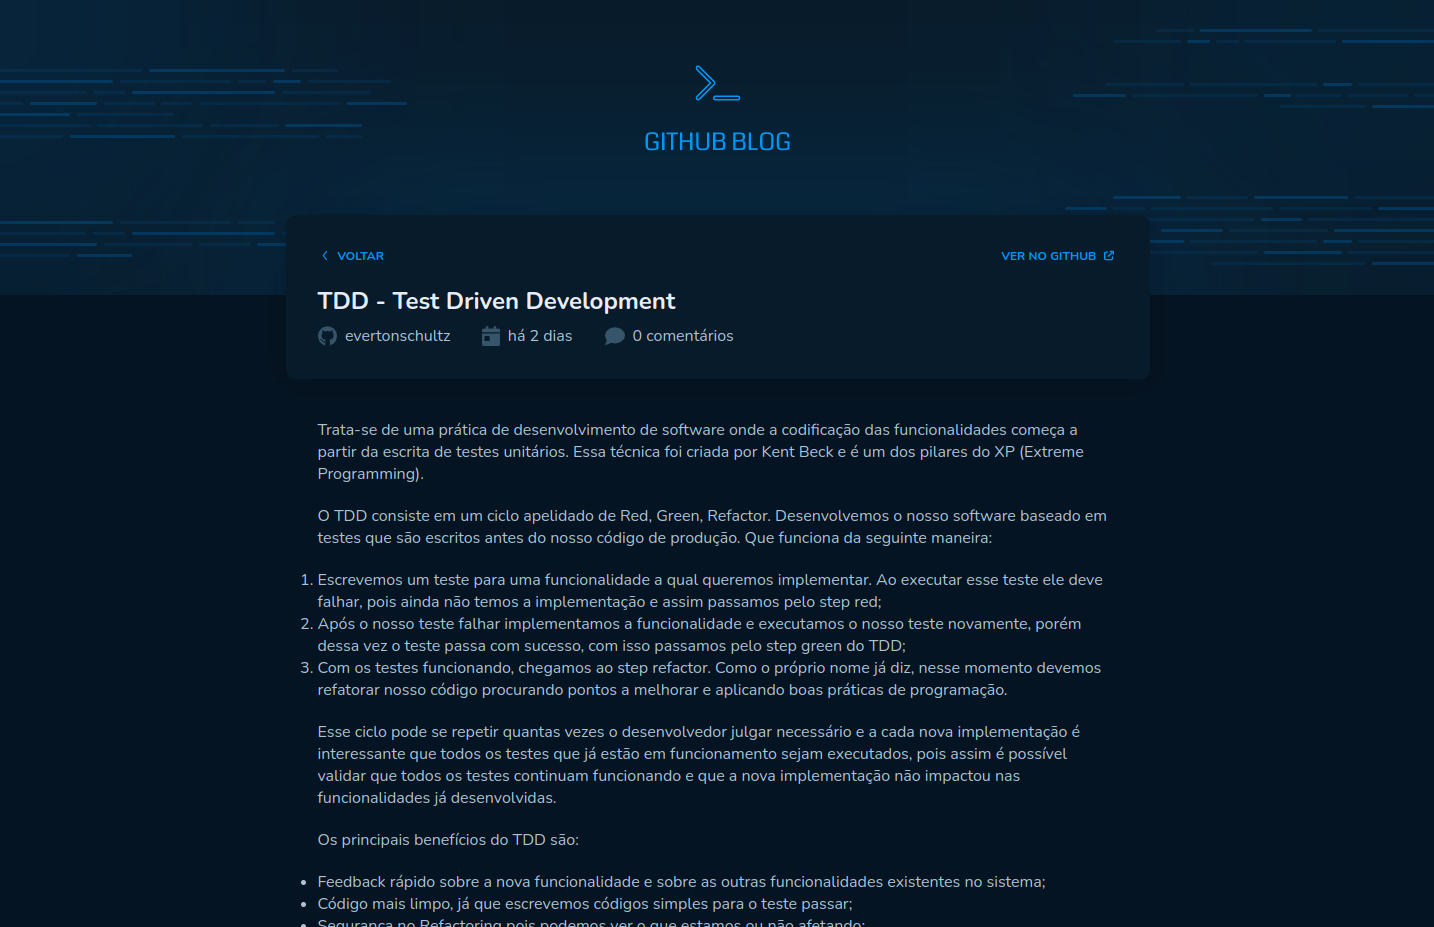 GITHUB BLOG
VOLTAR
VER NO GITHUB
TDD - Test Driven Development
evertonschultz
há 2 dias
0 comentários
Trata-se de uma prática de desenvolvimento de software onde a codificação das funcionalidades começa a
partir da escrita de testes unitários. Essa técnica foi criada por Kent Beck e é um dos pilares do XP (Extreme
Programming).
O TDD consiste em um ciclo apelidado de Red, Green, Refactor. Desenvolvemos o nosso software baseado em
testes que são escritos antes do nosso código de produção. Que funciona da seguinte maneira:
1. Escrevemos um teste para uma funcionalidade a qual queremos implementar. Ao executar esse teste ele deve
falhar, pois ainda não temos a implementação e assim passamos pelo step red;
2. Após o nosso teste falhar implementamos a funcionalidade e executamos o nosso teste novamente, porém
dessa vez o teste passa com sucesso, com isso passamos pelo step green do TDD;
3. Com os testes funcionando, chegamos ao step refactor. Como o próprio nome já diz, nesse momento devemos
refatorar nosso código procurando pontos a melhorar e aplicando boas práticas de programação.
Esse ciclo pode se repetir quantas vezes o desenvolvedor julgar necessário e a cada nova implementação é
interessante que todos os testes que já estão em funcionamento sejam executados, pois assim é possível
validar que todos os testes continuam funcionando e que a nova implementação não impactou nas
funcionalidades já desenvolvidas.
Os principais benefícios do TDD são:
• Feedback rápido sobre a nova funcionalidade e sobre as outras funcionalidades existentes no sistema;
• Código mais limpo, já que escrevemos códigos simples para o teste passar;
• Segurança no Refactoring pois podemos ver o que estamos ou não afetando;